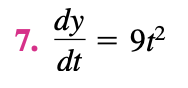 7. dy/dt = 9t²